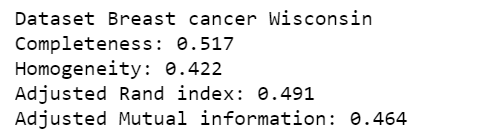 Dataset Breast cancer Wisconsin
Completeness: 0.517
Homogeneity: 0.422
Adjusted Rand index: 0.491
Adjusted Mutual information: 0.464